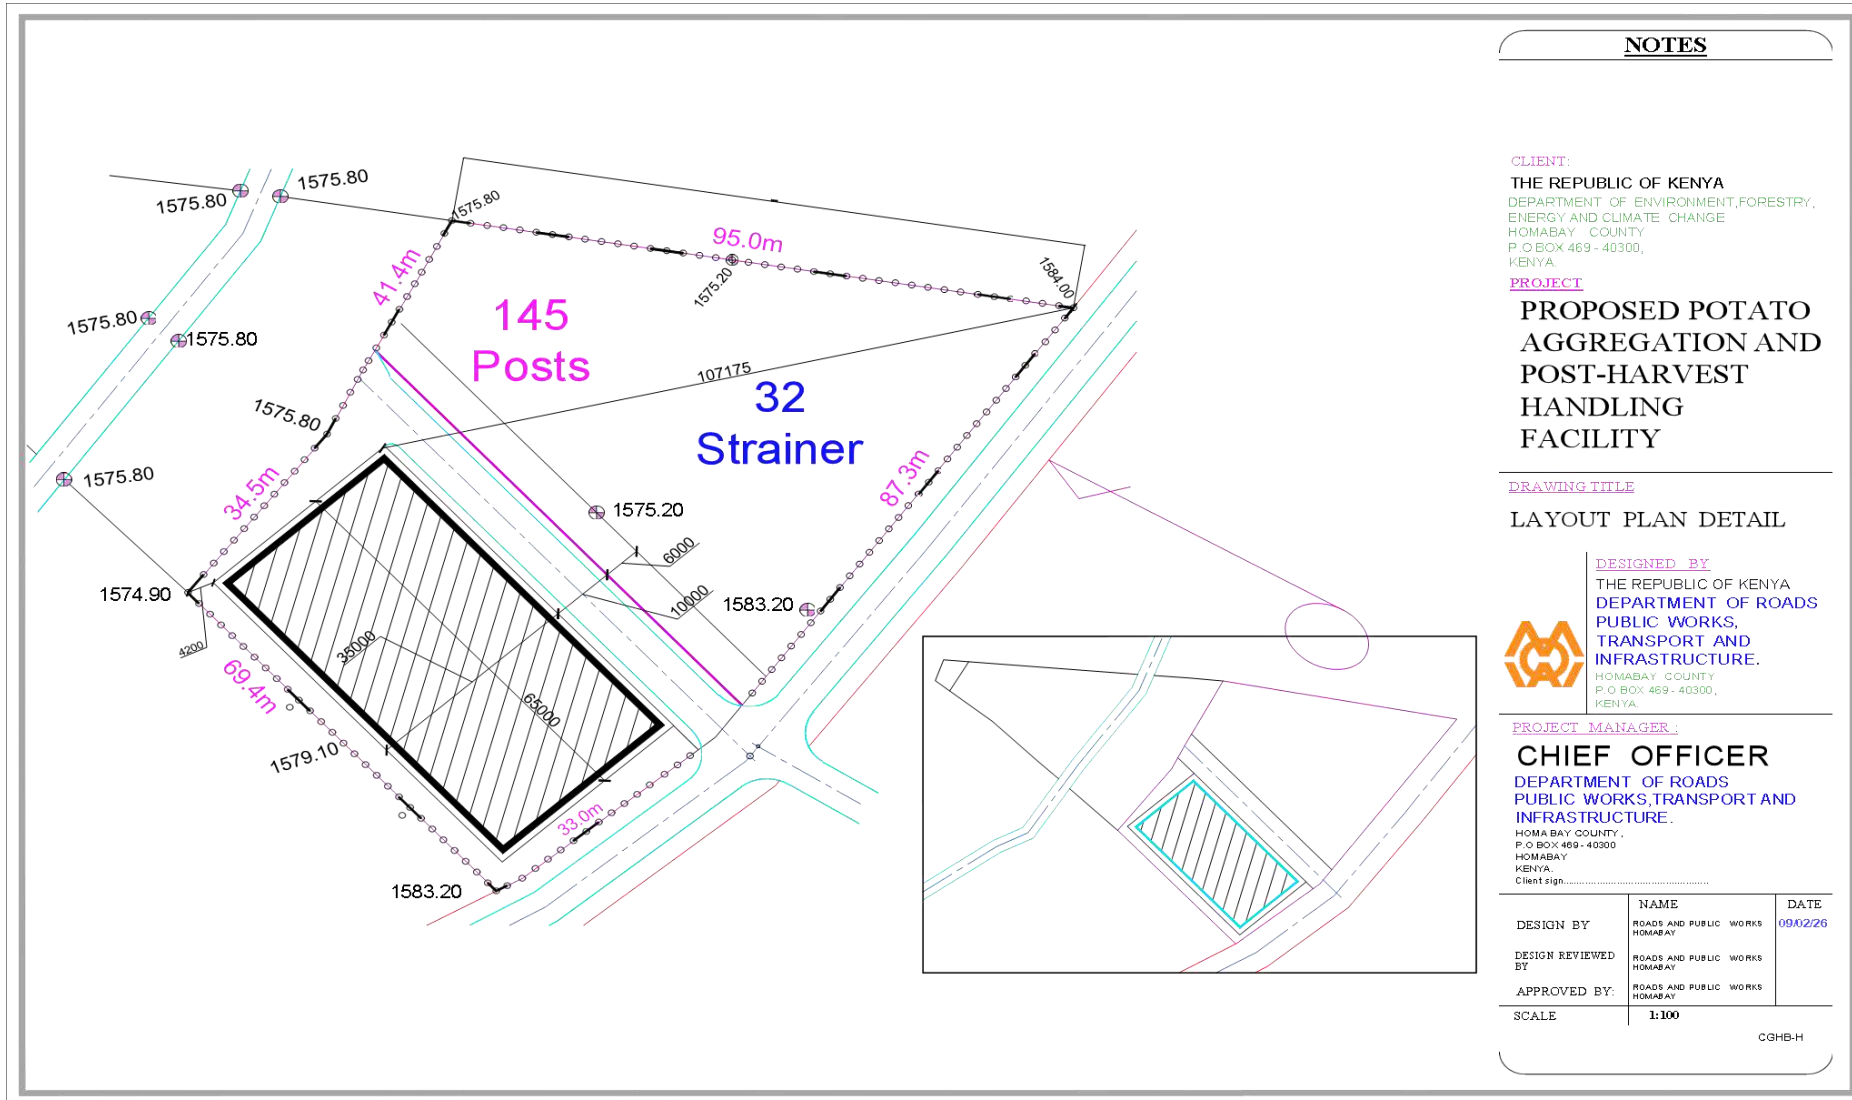 1575.80
1575.80
1575.80
1575.80
1575.80
1575.80
1575.80
1574.90
1579.10
1583.20
1575.20
1584.00
1575.20
1583.20
95.0m
41.4m
34.5m
69.4m
33.0m
87.3m
145
Posts
32
Strainer
107175
6000
10000
35000
65000
4200
NOTES
CLIENT:
THE REPUBLIC OF KENYA
DEPARTMENT OF ENVIRONMENT,FORESTRY,
ENERGY AND CLIMATE CHANGE
HOMABAY COUNTY
P.O BOX 469 - 40300,
KENYA.
PROJECT
PROPOSED POTATO
AGGREGATION AND
POST-HARVEST
HANDLING
FACILITY
DRAWING TITLE
LAYOUT PLAN DETAIL
DESIGNED BY
THE REPUBLIC OF KENYA
DEPARTMENT OF ROADS
PUBLIC WORKS,
TRANSPORT AND
INFRASTRUCTURE.
HOMABAY COUNTY
P.O BOX 469 - 40300,
KENYA.
PROJECT MANAGER :
CHIEF OFFICER
DEPARTMENT OF ROADS
PUBLIC WORKS,TRANSPORT AND
INFRASTRUCTURE.
HOMA BAY COUNTY,
P.O BOX 469 - 40300
HOMABAY
KENYA.
Client sign................................................
NAME
DATE
DESIGN BY
ROADS AND PUBLIC WORKS
HOMABAY
09/02/26
DESIGN REVIEWED
BY
ROADS AND PUBLIC WORKS
HOMABAY
APPROVED BY:
ROADS AND PUBLIC WORKS
HOMABAY
SCALE
1:100
CGHB-H